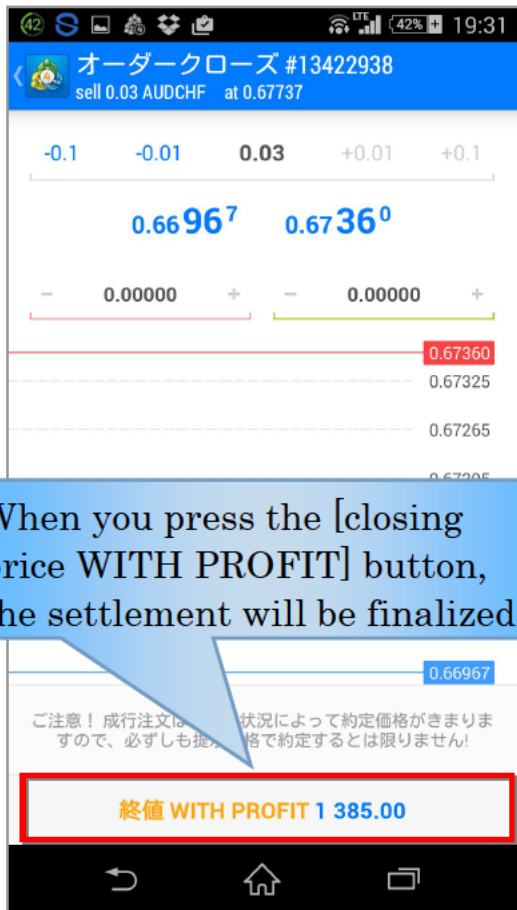 42
LTE 42% 19:31
オーダークローズ #13422938
sell 0.03 AUDCHF at 0.67737
-0.1 -0.01 0.03 +0.01 +0.1
0.66967 0.67360
− 0.00000 + − 0.00000 +
0.67360
0.67325
0.67265
When you press the [closing
price WITH PROFIT] button,
the settlement will be finalized
0.66967
ご注意！ 成行注文は 状況によって約定価格がきまりま
すので、必ずしも提示 格で約定するとは限りません!
終値 WITH PROFIT 1 385.00